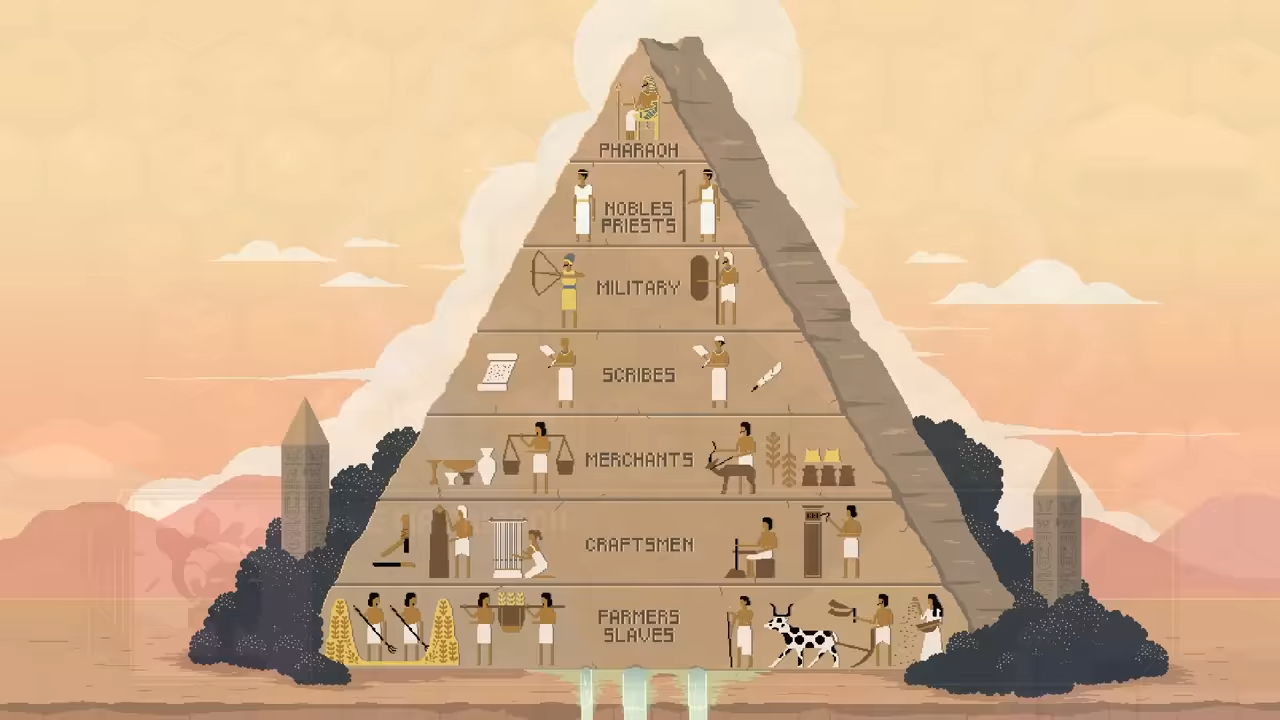 PHARAOH
NOBLES
PRIESTS
MILITARY
SCRIBES
MERCHANTS
CRAFTSMEN
FARMERS
SLAVES